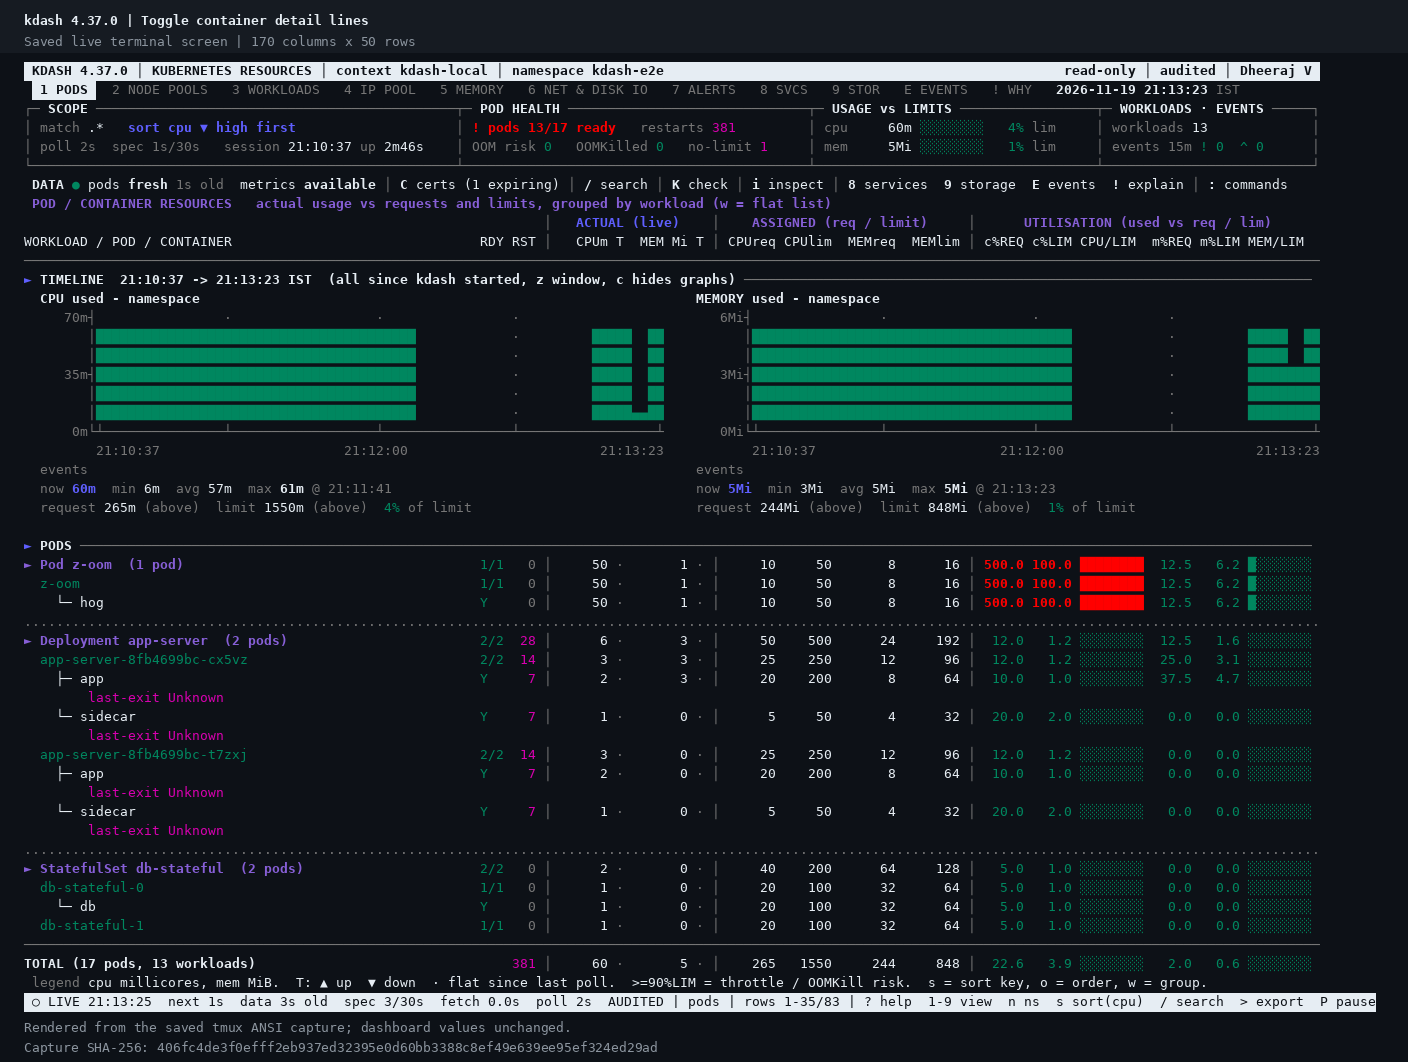 kdash 4.37.0 | Toggle container detail lines
Saved live terminal screen | 170 columns x 50 rows
KDASH 4.37.0 │ KUBERNETES RESOURCES │ context kdash-local │ namespace kdash-e2e read-only │ audited │ Dheeraj V
1 PODS 2 NODE POOLS 3 WORKLOADS 4 IP POOL 5 MEMORY 6 NET & DISK IO 7 ALERTS 8 SVCS 9 STOR E EVENTS ! WHY 2026-11-19 21:13:23 IST
┌─ SCOPE ─┬─ POD HEALTH ─┬─ USAGE vs LIMITS ─┬─ WORKLOADS · EVENTS ─┐
│ match .* sort cpu ▼ high first │ ! pods 13/17 ready restarts 381 │ cpu 60m ░░░░░░░░ 4% lim │ workloads 13 │
│ poll 2s spec 1s/30s session 21:10:37 up 2m46s │ OOM risk 0 OOMKilled 0 no-limit 1 │ mem 5Mi ░░░░░░░░ 1% lim │ events 15m ! 0 ^ 0 │
DATA ● pods fresh 1s old metrics available │ C certs (1 expiring) │ / search │ K check │ i inspect │ 8 services 9 storage E events ! explain │ : commands
POD / CONTAINER RESOURCES actual usage vs requests and limits, grouped by workload (w = flat list)
│ ACTUAL (live) │ ASSIGNED (req / limit) │ UTILISATION (used vs req / lim)
WORKLOAD / POD / CONTAINER RDY RST │ CPUm T MEM Mi T │ CPUreq CPUlim MEMreq MEMlim │ c%REQ c%LIM CPU/LIM m%REQ m%LIM MEM/LIM
► TIMELINE 21:10:37 -> 21:13:23 IST (all since kdash started, z window, c hides graphs)
CPU used - namespace MEMORY used - namespace
70m 6Mi
35m 3Mi
0m 0Mi
21:10:37 21:12:00 21:13:23 21:10:37 21:12:00 21:13:23
events events
now 60m min 6m avg 57m max 61m @ 21:11:41 now 5Mi min 3Mi avg 5Mi max 5Mi @ 21:13:23
request 265m (above) limit 1550m (above) 4% of limit request 244Mi (above) limit 848Mi (above) 1% of limit
► PODS
► Pod z-oom (1 pod) 1/1 0 │ 50 · 1 · │ 10 50 8 16 │ 500.0 100.0 ████████ 12.5 6.2 █░░░░░░░
z-oom 1/1 0 │ 50 · 1 · │ 10 50 8 16 │ 500.0 100.0 ████████ 12.5 6.2 █░░░░░░░
└─ hog Y 0 │ 50 · 1 · │ 10 50 8 16 │ 500.0 100.0 ████████ 12.5 6.2 █░░░░░░░
► Deployment app-server (2 pods) 2/2 28 │ 6 · 3 · │ 50 500 24 192 │ 12.0 1.2 ░░░░░░░░ 12.5 1.6 ░░░░░░░░
app-server-8fb4699bc-cx5vz 2/2 14 │ 3 · 3 · │ 25 250 12 96 │ 12.0 1.2 ░░░░░░░░ 25.0 3.1 ░░░░░░░░
├─ app Y 7 │ 2 · 3 · │ 20 200 8 64 │ 10.0 1.0 ░░░░░░░░ 37.5 4.7 ░░░░░░░░
last-exit Unknown
└─ sidecar Y 7 │ 1 · 0 · │ 5 50 4 32 │ 20.0 2.0 ░░░░░░░░ 0.0 0.0 ░░░░░░░░
last-exit Unknown
app-server-8fb4699bc-t7zxj 2/2 14 │ 3 · 0 · │ 25 250 12 96 │ 12.0 1.2 ░░░░░░░░ 0.0 0.0 ░░░░░░░░
├─ app Y 7 │ 2 · 0 · │ 20 200 8 64 │ 10.0 1.0 ░░░░░░░░ 0.0 0.0 ░░░░░░░░
last-exit Unknown
└─ sidecar Y 7 │ 1 · 0 · │ 5 50 4 32 │ 20.0 2.0 ░░░░░░░░ 0.0 0.0 ░░░░░░░░
last-exit Unknown
► StatefulSet db-stateful (2 pods) 2/2 0 │ 2 · 0 · │ 40 200 64 128 │ 5.0 1.0 ░░░░░░░░ 0.0 0.0 ░░░░░░░░
db-stateful-0 1/1 0 │ 1 · 0 · │ 20 100 32 64 │ 5.0 1.0 ░░░░░░░░ 0.0 0.0 ░░░░░░░░
└─ db Y 0 │ 1 · 0 · │ 20 100 32 64 │ 5.0 1.0 ░░░░░░░░ 0.0 0.0 ░░░░░░░░
db-stateful-1 1/1 0 │ 1 · 0 · │ 20 100 32 64 │ 5.0 1.0 ░░░░░░░░ 0.0 0.0 ░░░░░░░░
TOTAL (17 pods, 13 workloads) 381 │ 60 · 5 · │ 265 1550 244 848 │ 22.6 3.9 ░░░░░░░░ 2.0 0.6 ░░░░░░░░
legend cpu millicores, mem MiB. T: ▲ up ▼ down · flat since last poll. >=90%LIM = throttle / OOMKill risk. s = sort key, o = order, w = group.
○ LIVE 21:13:25 next 1s data 3s old spec 3/30s fetch 0.0s poll 2s AUDITED | pods | rows 1-35/83 | ? help 1-9 view n ns s sort(cpu) / search > export P pause
Rendered from the saved tmux ANSI capture; dashboard values unchanged.
Capture SHA-256: 406fc4de3f0efff2eb937ed32395e0d60bb3388c8ef49e639ee95ef324ed29ad